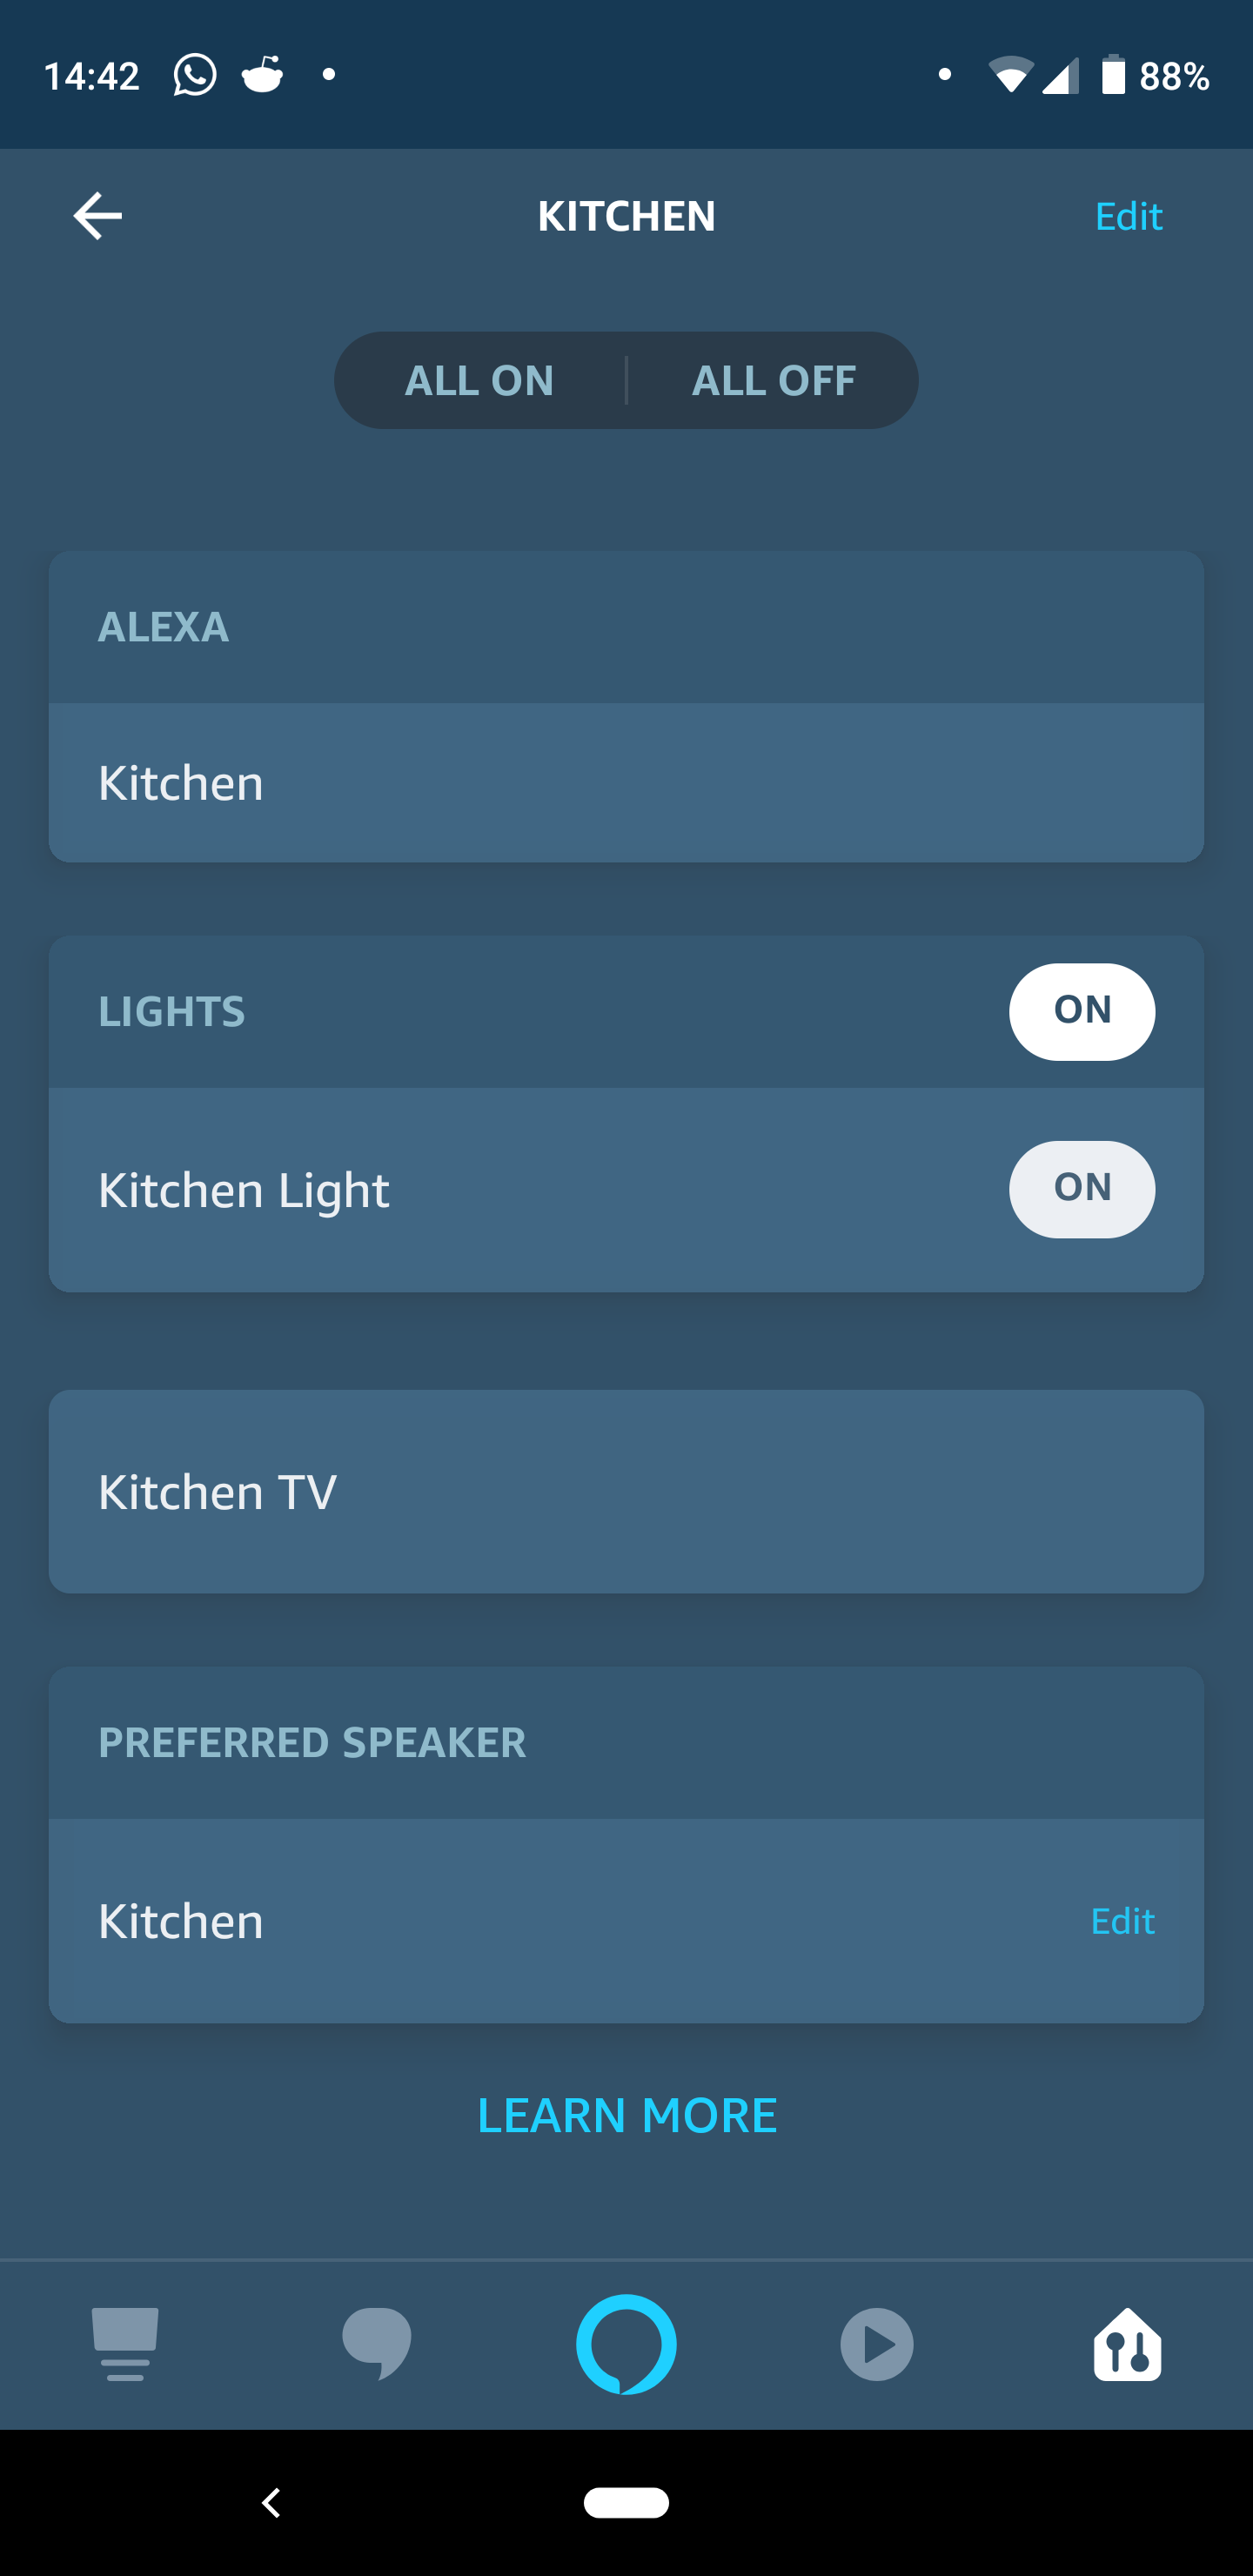 14:42 88%
KITCHEN Edit
ALL ON ALL OFF
ALEXA
Kitchen
LIGHTS ON
Kitchen Light ON
Kitchen TV
PREFERRED SPEAKER
Kitchen Edit
LEARN MORE